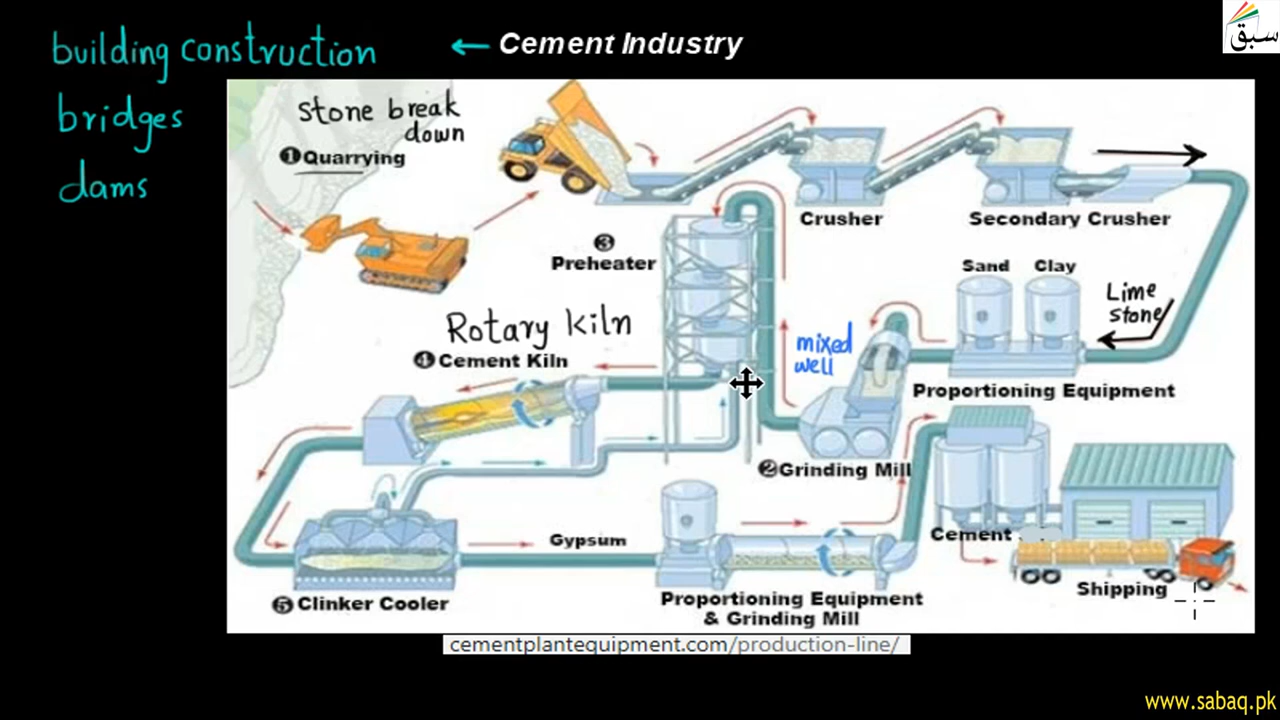 building construction
← Cement Industry
سبق
bridges
dams
stone break
down
❶Quarrying
Crusher
Secondary Crusher
❸
Preheater
Sand Clay
Lime
stone
Rotary kiln
❹Cement Kiln
mixed
well
Proportioning Equipment
❷Grinding Mill
Gypsum
Cement
Shipping
❺Clinker Cooler
Proportioning Equipment
& Grinding Mill
cementplantequipment.com/production-line/
www.sabaq.pk